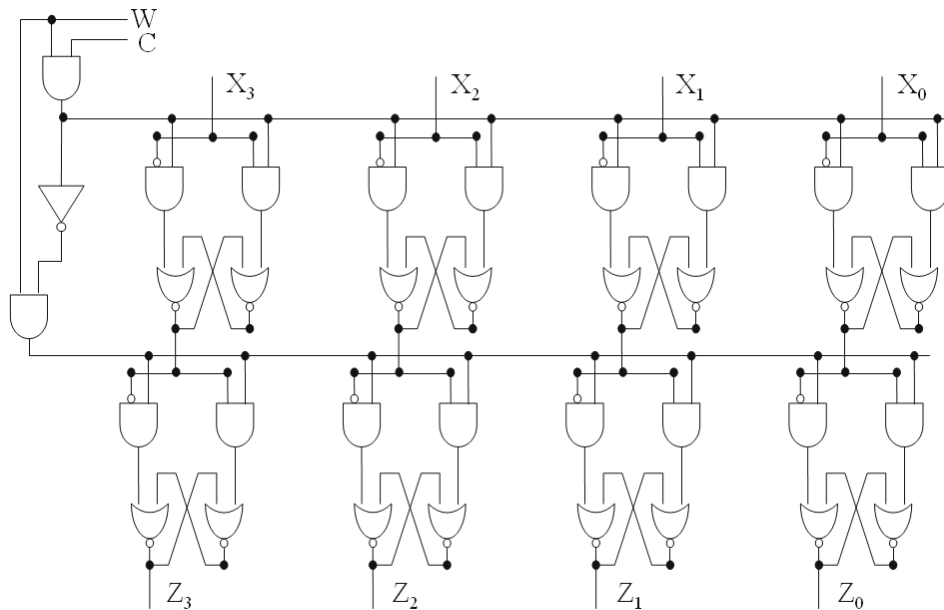 W
C
X₃ X₂ X₁ X₀
Z₃ Z₂ Z₁ Z₀